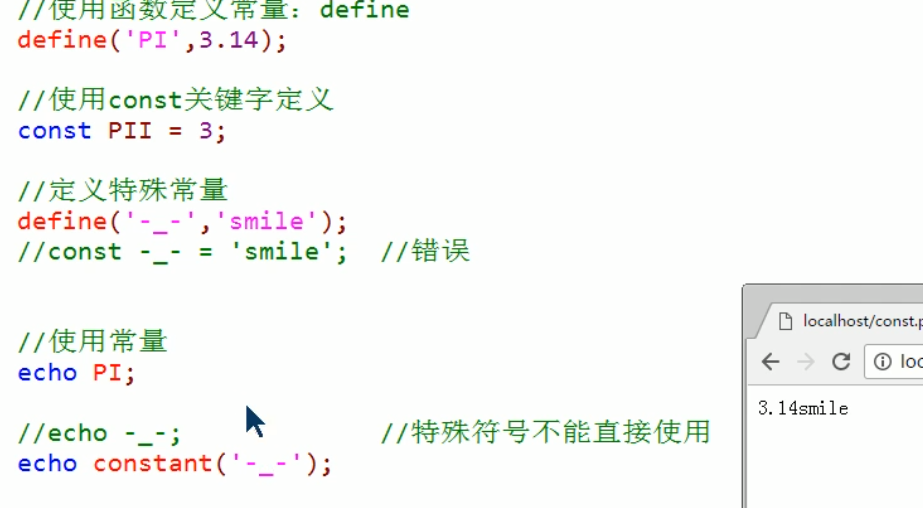 //使用函数定义常量：define
define('PI',3.14);
//使用const关键字定义
const PII = 3;
//定义特殊常量
define('-_-','smile');
//const -_- = 'smile';  //错误
//使用常量
echo PI;
//echo -_-;             //特殊符号不能直接使用
echo constant('-_-');
localhost/const.p
loc
3.14smile